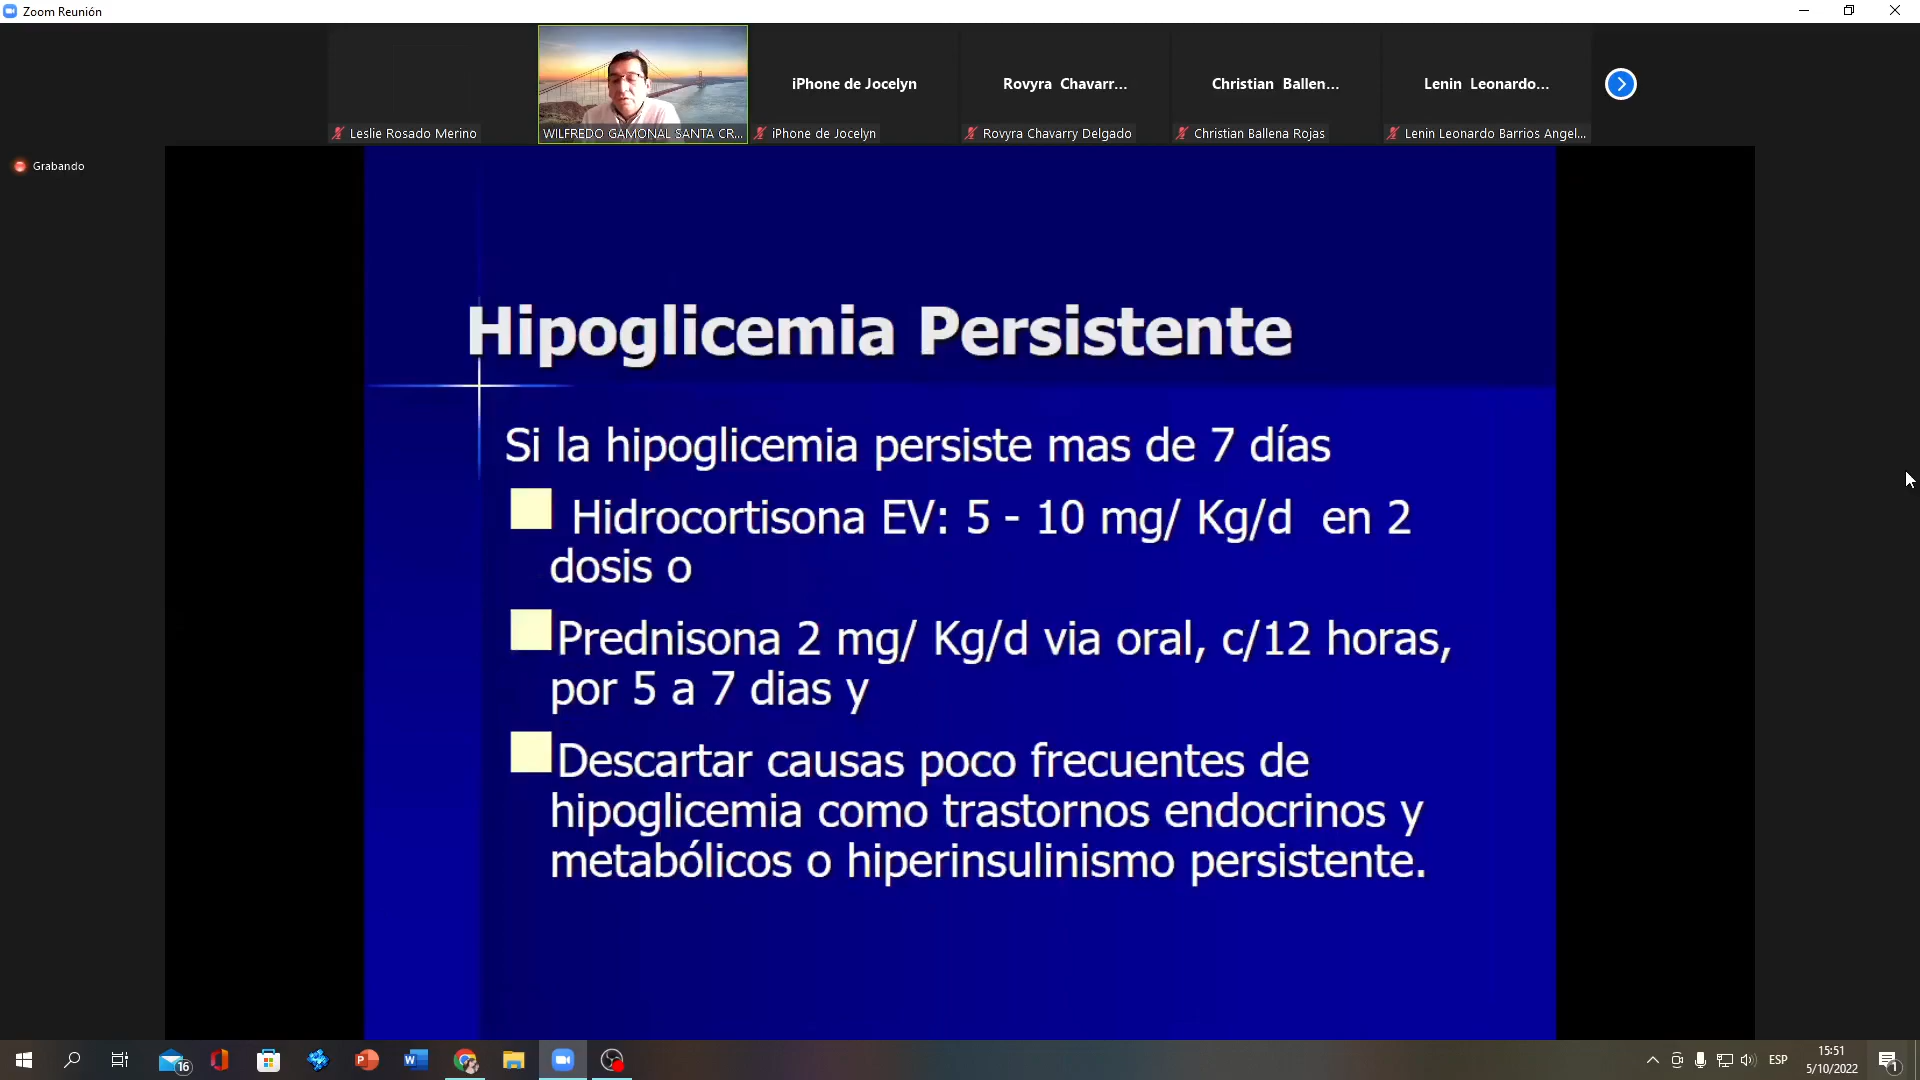 Zoom Reunión
iPhone de Jocelyn
Rovyra Chavarr...
Christian Ballen...
Lenin Leonardo...
Leslie Rosado Merino
WILFREDO GAMONAL SANTA CR...
iPhone de Jocelyn
Rovyra Chavarry Delgado
Christian Ballena Rojas
Lenin Leonardo Barrios Angel...
Grabando
Hipoglicemia Persistente
Si la hipoglicemia persiste mas de 7 días
Hidrocortisona EV: 5 - 10 mg/ Kg/d en 2
dosis o
Prednisona 2 mg/ Kg/d via oral, c/12 horas,
por 5 a 7 dias y
Descartar causas poco frecuentes de
hipoglicemia como trastornos endocrinos y
metabólicos o hiperinsulinismo persistente.
16
ESP
15:51
5/10/2022
1